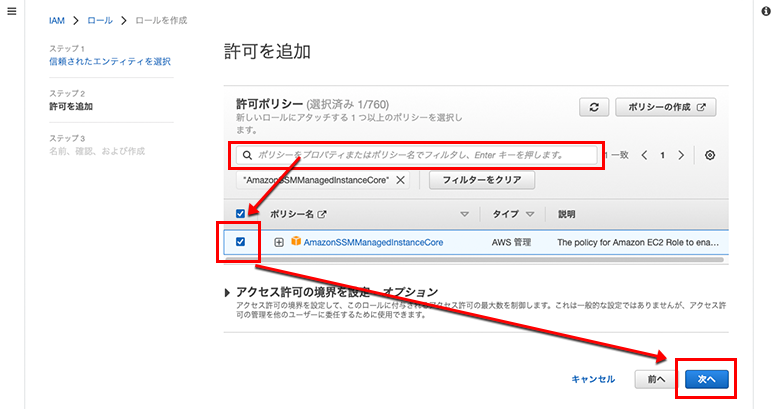 IAM > ロール > ロールを作成
ステップ 1
信頼されたエンティティを選択
ステップ 2
許可を追加
ステップ 3
名前、確認、および作成
許可を追加
許可ポリシー (選択済み 1/760)
新しいロールにアタッチする 1 つ以上のポリシーを選択し
ます。
ポリシーの作成
ポリシーをプロパティまたはポリシー名でフィルタし、Enter キーを押します。
一致 < 1 >
"AmazonSSMManagedInstanceCore" ×
フィルターをクリア
ポリシー名 タイプ 説明
AmazonSSMManagedInstanceCore AWS 管理 The policy for Amazon EC2 Role to ena…
アクセス許可の境界を設定 - オプション
アクセス許可の境界を設定して、このロールに付与されるアクセス許可の最大数を制御します。これは一般的な設定ではありませんが、アクセス許可
の管理を他のユーザーに委任するために使用できます。
キャンセル 前へ 次へ